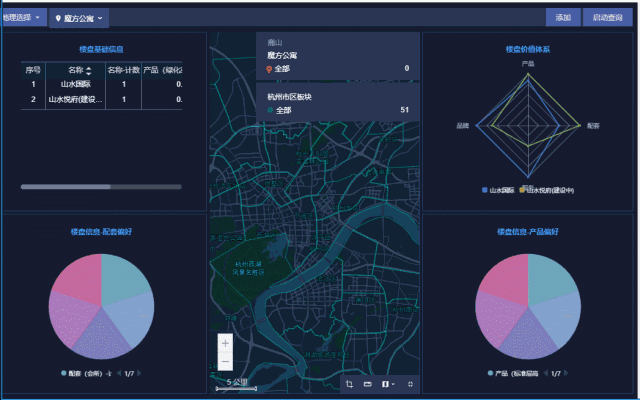 地理选择
魔方公寓
添加
启动查询
楼盘基础信息
序号 名称 名称-计数 产品（绿化
1 山水国际 1 0.
2 山水悦府(建设... 1 0.
魔方公寓
全部 0
杭州市区板块
全部 51
杭州西湖
风景名胜区
5 公里
楼盘价值体系
产品
品牌
配套
山水国际 山水悦府(建设中)
楼盘信息-配套偏好
配套（会所） 1/7
楼盘信息-产品偏好
产品（标准层高 1/7